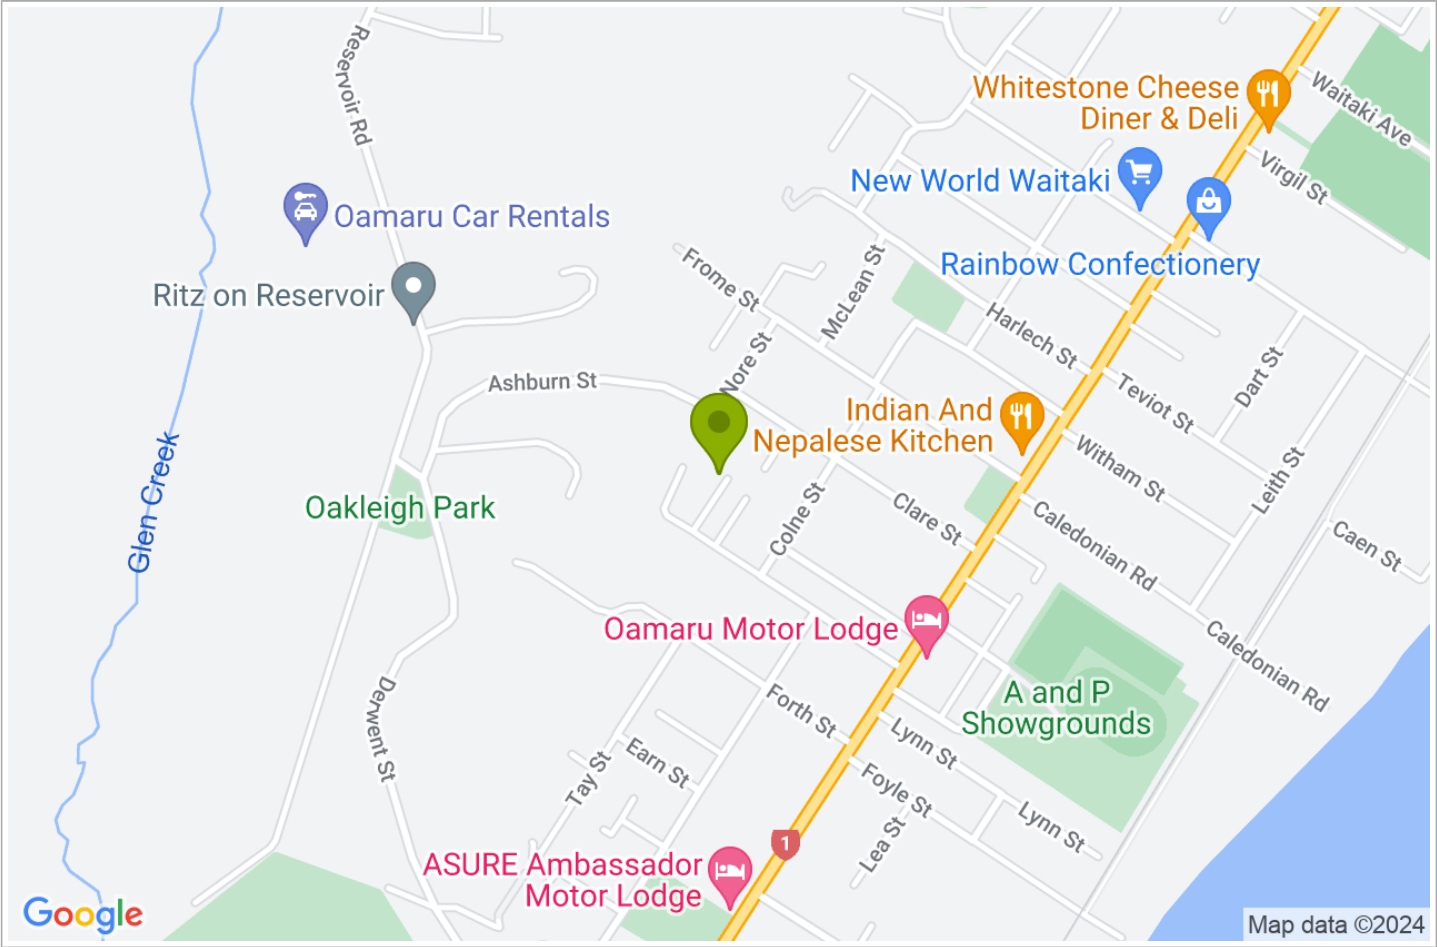 Reservoir Rd
Whitestone Cheese
Diner & Deli
Waitaki Ave
New World Waitaki
Virgil St
Oamaru Car Rentals
Rainbow Confectionery
Ritz on Reservoir
Frome St
McLean St
Harlech St
Nore St
Ashburn St
Teviot St
Dart St
Indian And
Nepalese Kitchen
Witham St
Leith St
Glen Creek
Oakleigh Park
Colne St
Clare St
Caledonian Rd
Caen St
Oamaru Motor Lodge
Caledonian Rd
A and P
Showgrounds
Derwent St
Forth St
Lynn St
Earn St
Tay St
Foyle St
Lynn St
Lea St
1
ASURE Ambassador
Motor Lodge
Google
Map data ©2024